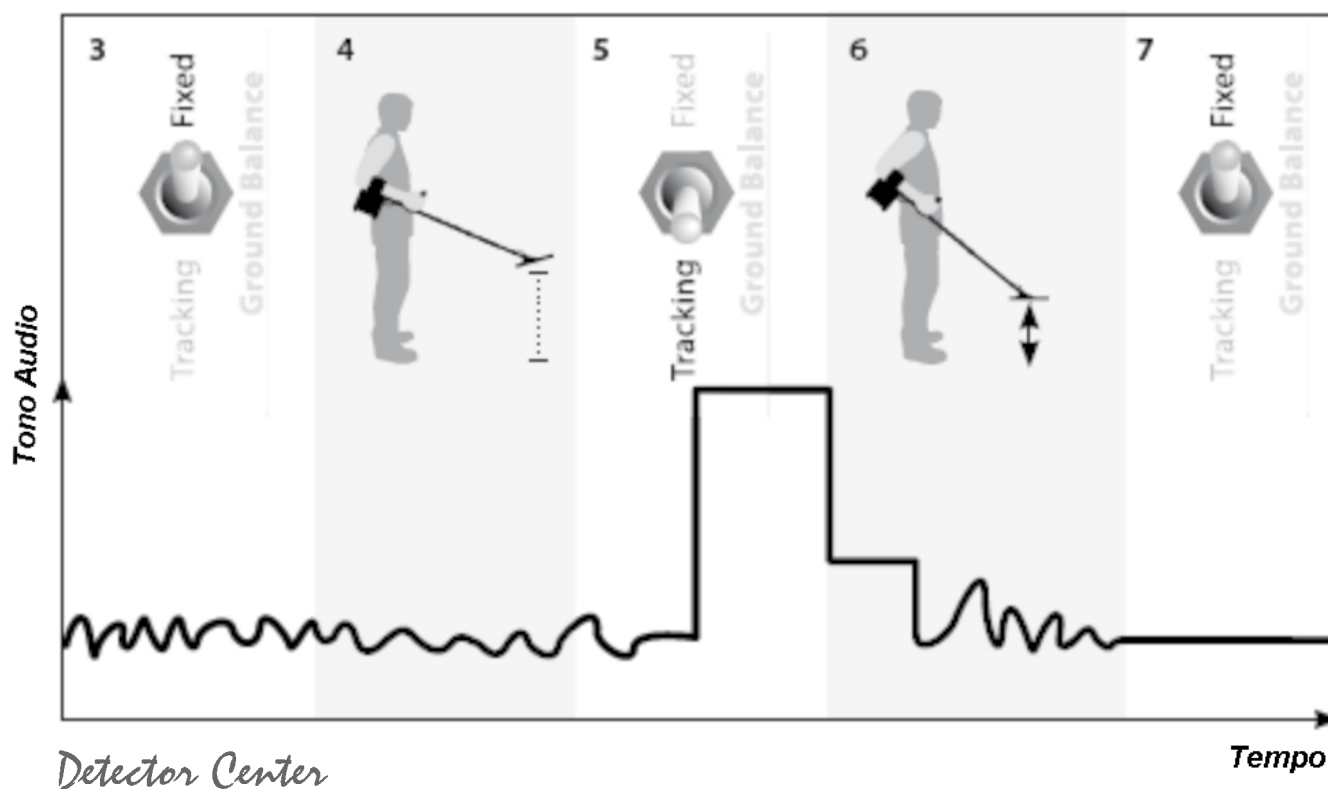 3
Fixed
Tracking
Ground Balance
4
5
Fixed
Tracking
Ground Balance
6
7
Fixed
Tracking
Ground Balance
Tono Audio
Tempo
Detector Center